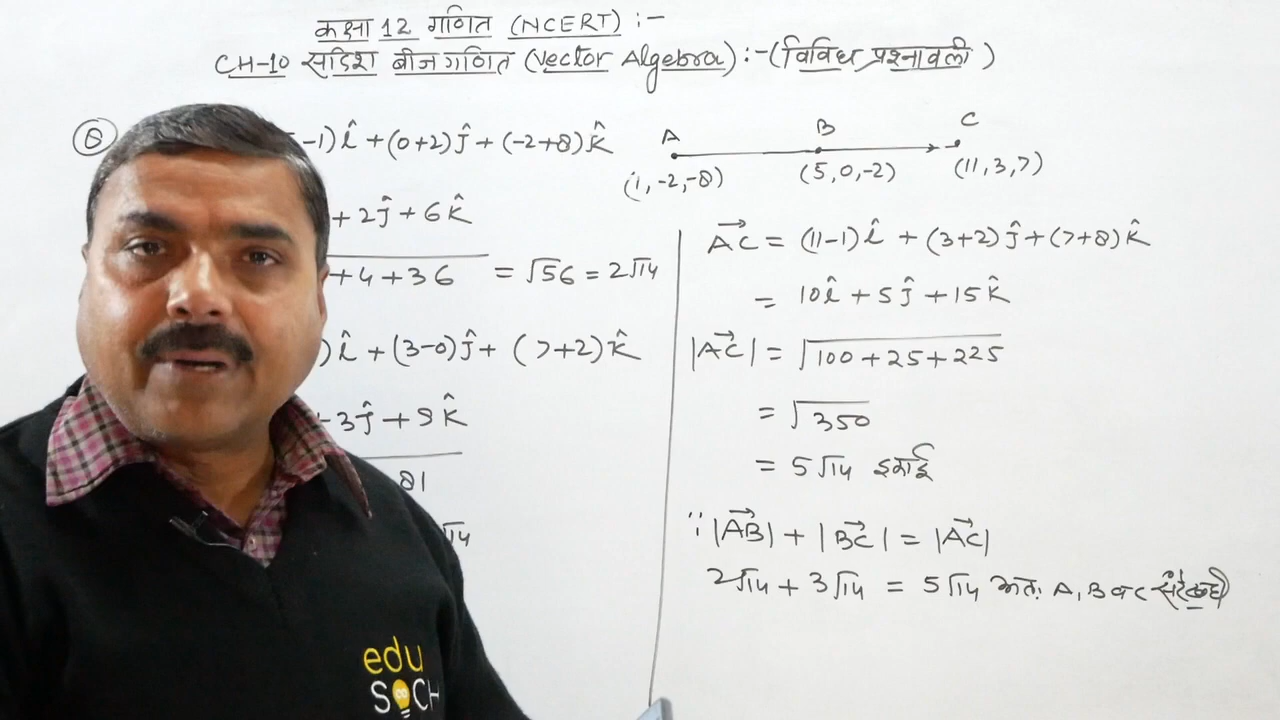 कक्षा 12 गणित (NCERT) :-
CH-10 सदिश बीजगणित (Vector Algebra) :- (विविध प्रश्नावली)
⑧ -1)î + (0+2)ĵ + (-2+8)k̂
+ 2ĵ + 6k̂
+ 4 + 36 = √56 = 2√14
)î + (3-0)ĵ + (7+2)k̂
3ĵ + 9k̂
81
√14
A B C
(1,-2,-8) (5,0,-2) (11,3,7)
AC→ = (11-1)î + (3+2)ĵ + (7+8)k̂
= 10î + 5ĵ + 15k̂
|AC→| = √100+25+225
= √350
= 5√14 इकाई
∵ |AB→| + |BC→| = |AC→|
2√14 + 3√14 = 5√14 अतः A, B व C संरेख है
edu
SOCH